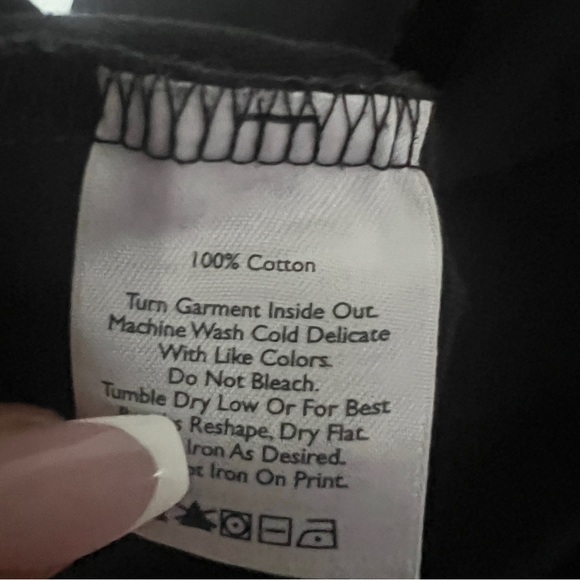 100% Cotton
Turn Garment Inside Out.
Machine Wash Cold Delicate
With Like Colors.
Do Not Bleach.
Tumble Dry Low Or For Best
Reshape, Dry Flat.
Iron As Desired.
Iron On Print.